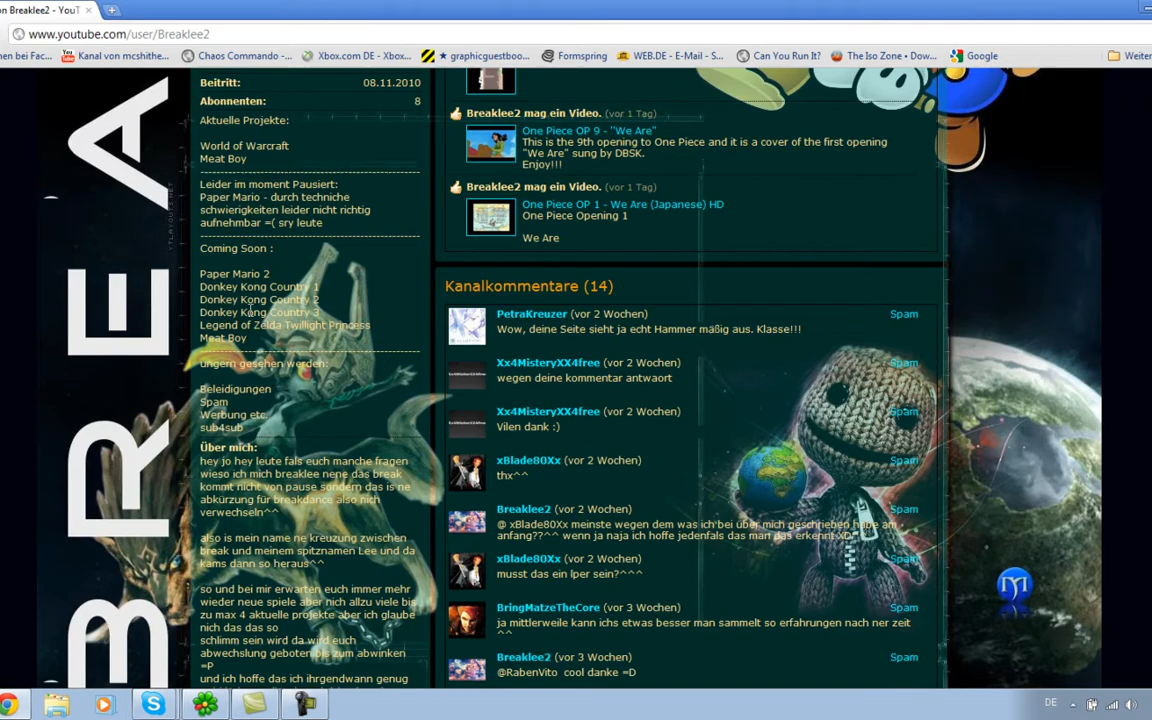 on Breaklee2 - YouT
www.youtube.com/user/Breaklee2
hen bei Fac...
Kanal von mcshithe...
Chaos Commando -...
Xbox.com DE - Xbox...
★ graphicguestboo...
Formspring
WEB.DE - E-Mail - S...
Can You Run It?
The Iso Zone • Dow...
Google
Weiter
BREA
YTLAYOUTS.NET
Beitritt: 08.11.2010
Abonnenten: 8
Aktuelle Projekte:
World of Warcraft
Meat Boy
Leider im moment Pausiert:
Paper Mario - durch techniche
schwierigkeiten leider nicht richtig
aufnehmbar =( sry leute
Coming Soon :
Paper Mario 2
Donkey Kong Country 1
Donkey Kong Country 2
Donkey Kong Country 3
Legend of Zelda Twillight Princess
Meat Boy
ungern gesehen werden:
Beleidigungen
Spam
Werbung etc.
sub4sub
Über mich:
hey jo hey leute fals euch manche fragen
wieso ich mich breaklee nene das break
kommt nicht von pause sondern das is ne
abkürzung für breakdance also nich
verwechseln^^
also is mein name ne kreuzung zwischen
break und meinem spitznamen Lee und da
kams dann so heraus^^
so und bei mir erwarten euch immer mehr
wieder neue spiele aber nich allzu viele bis
zu max 4 aktuelle projekte aber ich glaube
nich das das so
schlimm sein wird da wird euch
abwechslung geboten bis zum abwinken
=P
und ich hoffe das ich ihrgendwann genug
Breaklee2 mag ein Video. (vor 1 Tag)
One Piece OP 9 - "We Are"
This is the 9th opening to One Piece and it is a cover of the first opening
"We Are" sung by DBSK.
Enjoy!!!
Breaklee2 mag ein Video. (vor 1 Tag)
One Piece OP 1 - We Are (Japanese) HD
One Piece Opening 1
We Are
Kanalkommentare (14)
PetraKreuzer (vor 2 Wochen) Spam
Wow, deine Seite sieht ja echt Hammer mäßig aus. Klasse!!!
Xx4MisteryXX4free (vor 2 Wochen) Spam
wegen deine kommentar antwaort
Xx4MisteryXX4free (vor 2 Wochen) Spam
Vilen dank :)
xBlade80Xx (vor 2 Wochen) Spam
thx^^
Breaklee2 (vor 2 Wochen) Spam
@ xBlade80Xx meinste wegen dem was ich bei über mich geschrieben habe am
anfang??^^ wenn ja naja ich hoffe jedenfals das man das erkennt XD
xBlade80Xx (vor 2 Wochen) Spam
musst das ein lper sein?^^^
BringMatzeTheCore (vor 3 Wochen) Spam
ja mittlerweile kann ichs etwas besser man sammelt so erfahrungen nach ner zeit
^^
Breaklee2 (vor 3 Wochen) Spam
@RabenVito cool danke =D
DE